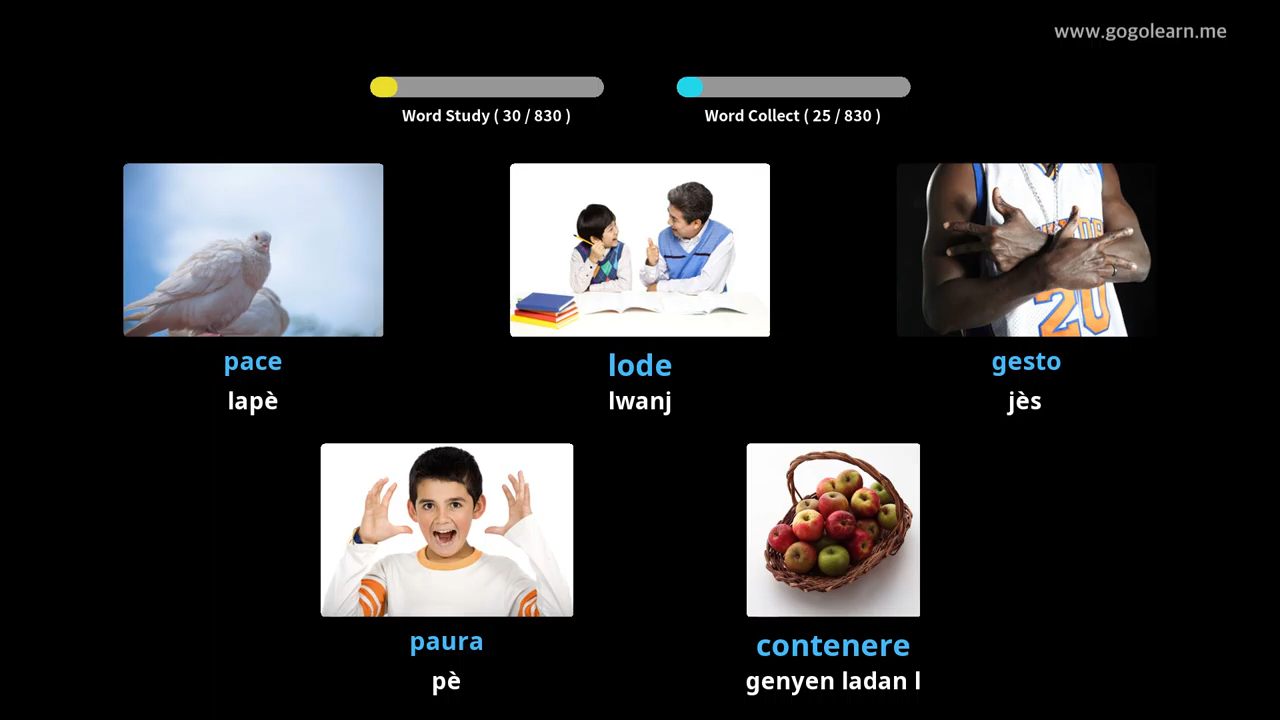 www.gogolearn.me
Word Study ( 30 / 830 )
Word Collect ( 25 / 830 )
pace
lapè
lode
lwanj
gesto
jès
20
paura
pè
contenere
genyen ladan l